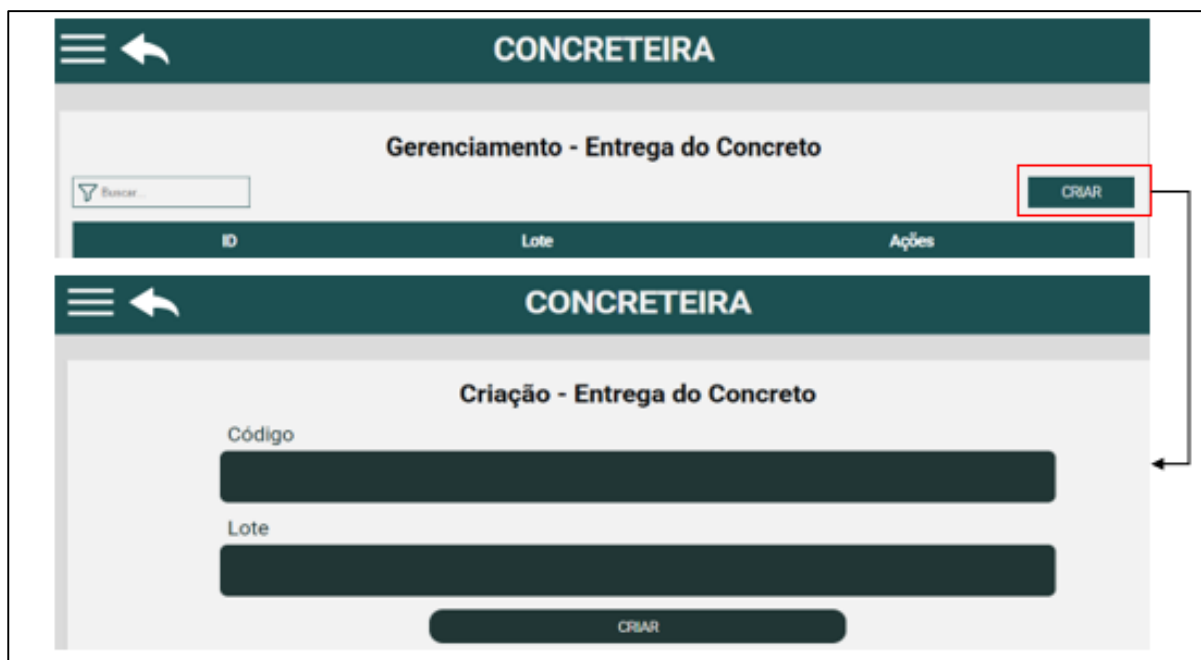 CONCRETEIRA
Gerenciamento - Entrega do Concreto
Buscar...
CRIAR
ID Lote Ações
CONCRETEIRA
Criação - Entrega do Concreto
Código
Lote
CRIAR